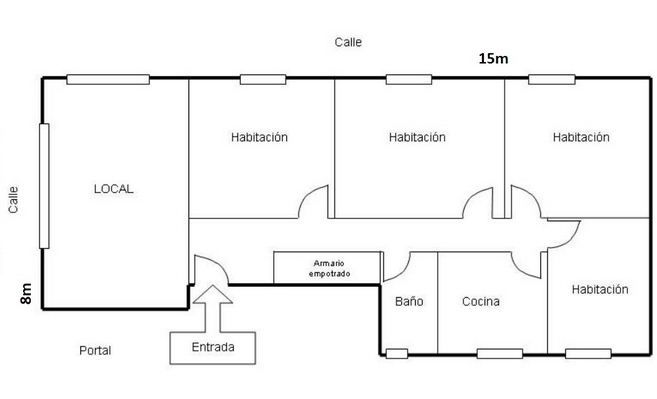 Calle
15m
Habitación
Habitación
Habitación
LOCAL
Calle
Armario
empotrado
8m
Baño
Cocina
Habitación
Portal
Entrada